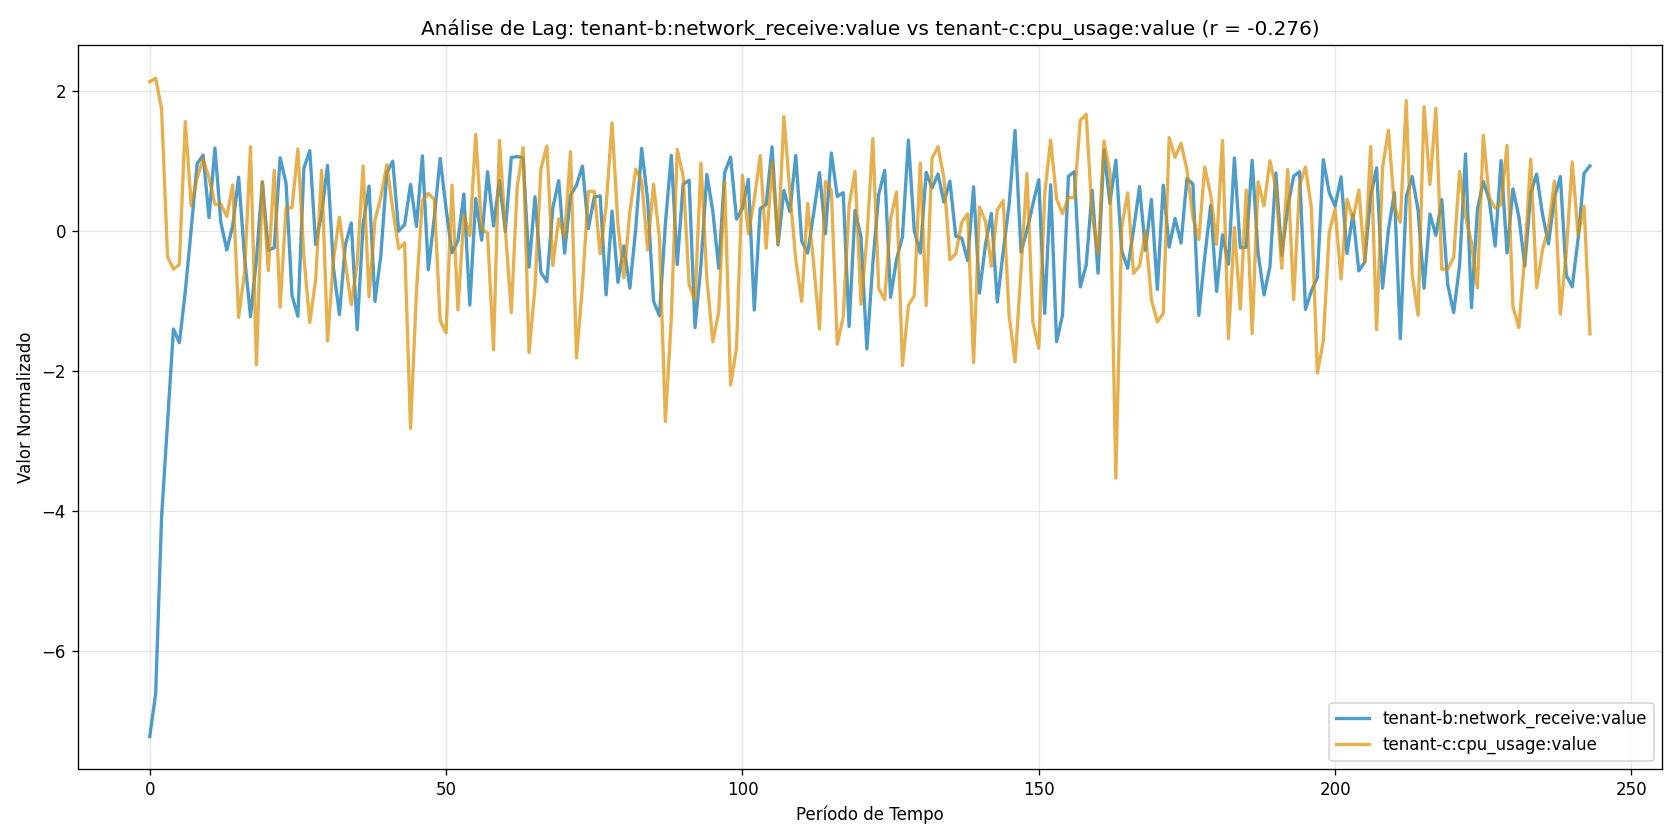 Análise de Lag: tenant-b:network_receive:value vs tenant-c:cpu_usage:value (r = -0.276)
Valor Normalizado
2
0
−2
−4
−6
0
50
100
150
200
250
Período de Tempo
tenant-b:network_receive:value
tenant-c:cpu_usage:value